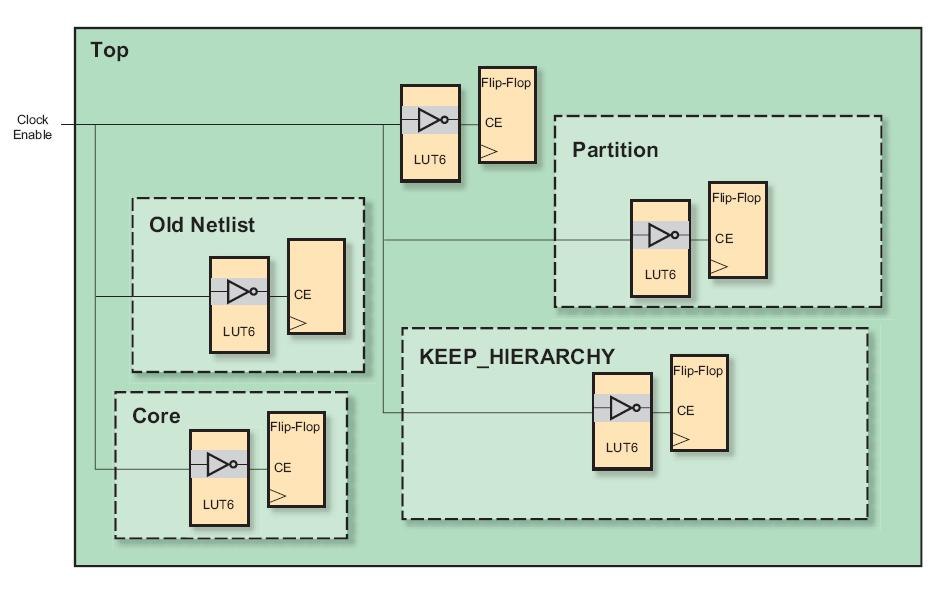 Top
Clock
Enable
Flip-Flop
CE
LUT6
Partition
Flip-Flop
CE
LUT6
Old Netlist
CE
LUT6
KEEP_HIERARCHY
Flip-Flop
CE
LUT6
Core
Flip-Flop
CE
LUT6